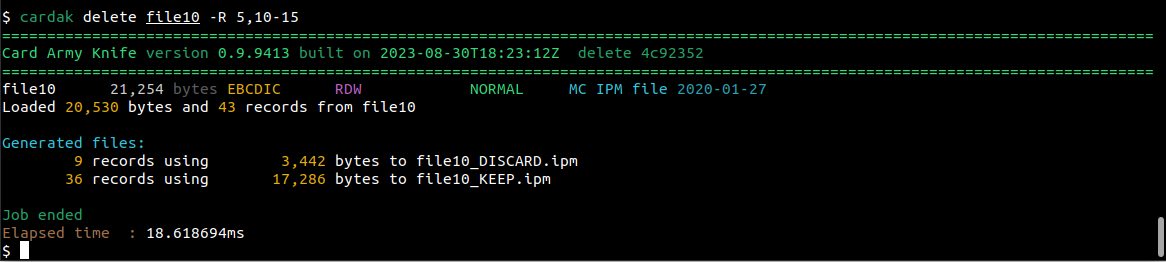 $ cardak delete file10 -R 5,10-15
================================================================================================================================
Card Army Knife version 0.9.9413 built on 2023-08-30T18:23:12Z  delete 4c92352
================================================================================================================================
file10      21,254 bytes EBCDIC      RDW            NORMAL     MC IPM file 2020-01-27
Loaded 20,530 bytes and 43 records from file10
Generated files:
        9 records using        3,442 bytes to file10_DISCARD.ipm
       36 records using       17,286 bytes to file10_KEEP.ipm
Job ended
Elapsed time  : 18.618694ms
$